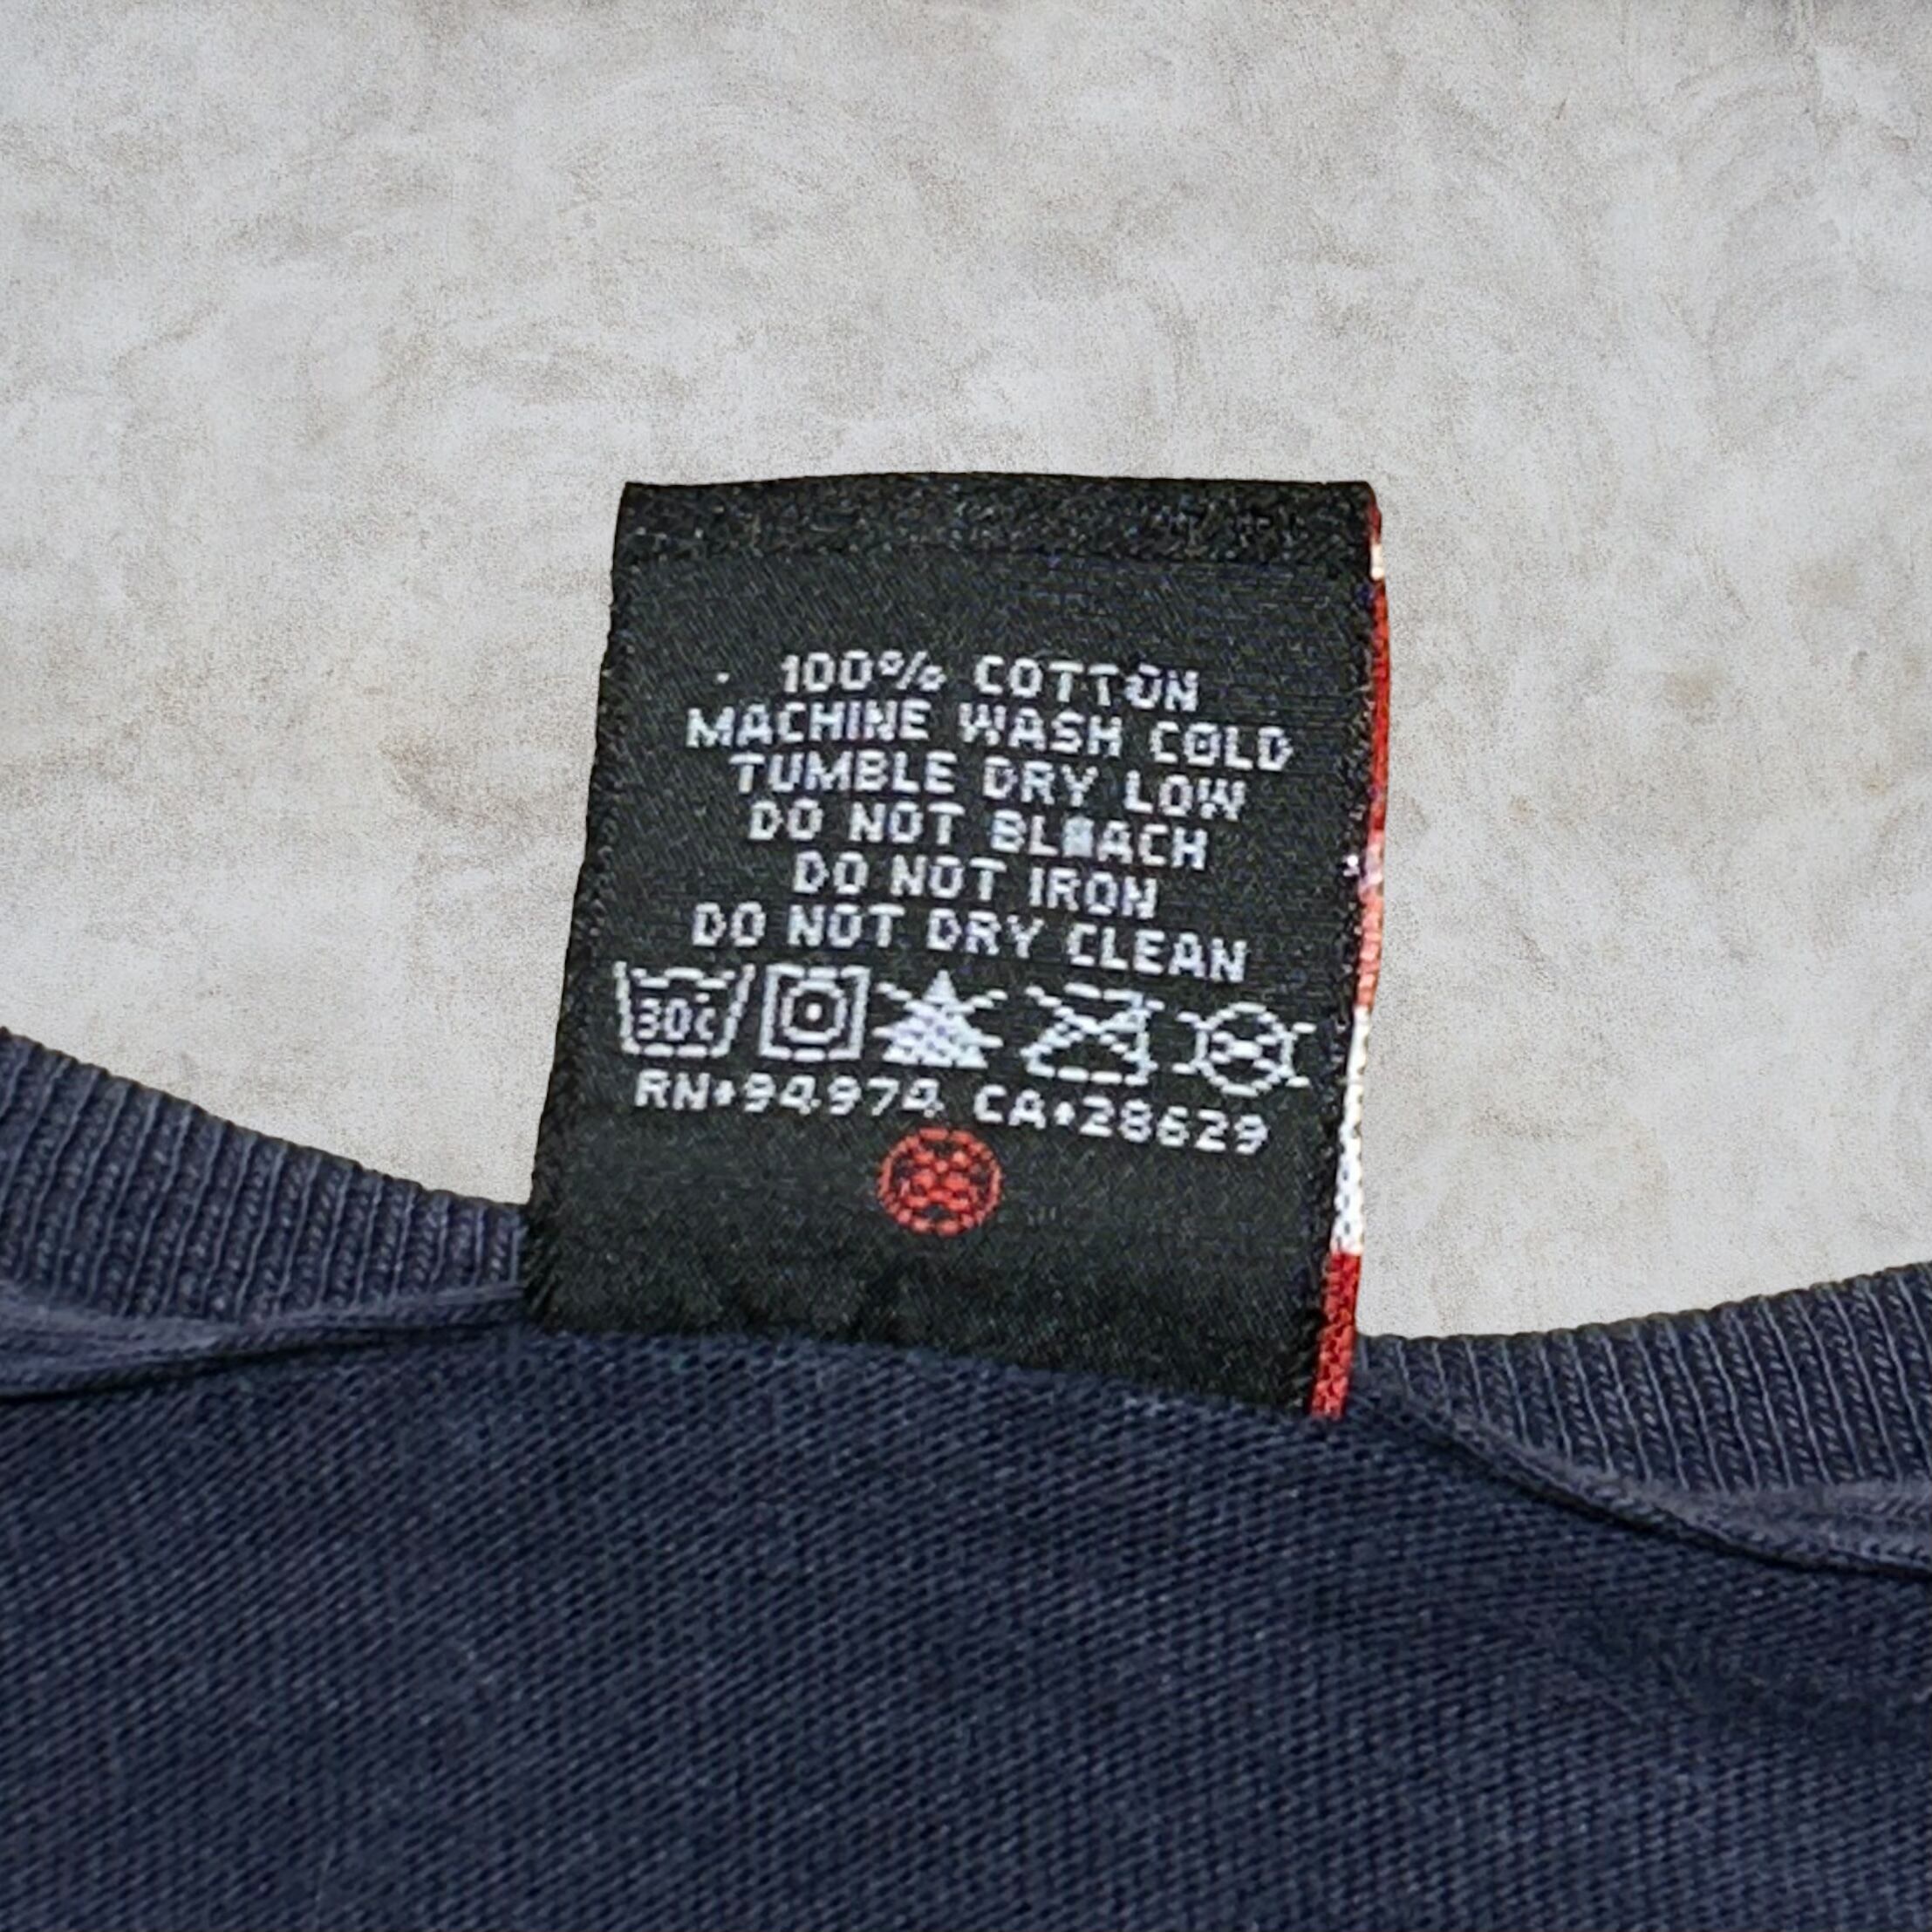 100% COTTON
MACHINE WASH COLD
TUMBLE DRY LOW
DO NOT BLEACH
DO NOT IRON
DO NOT DRY CLEAN
30c
RN•94974 CA•28629